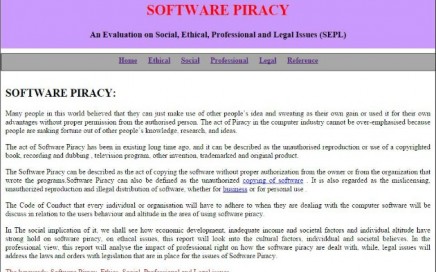 SOFTWARE PIRACY
An Evaluation on Social, Ethical, Professional and Legal Issues (SEPL)
Home Ethical Social Professional Legal Reference
SOFTWARE PIRACY:
Many people in this world believed that they can just make use of other people`s idea and sweating as their own gain or used it for their own
advantages without proper permission from the authorised person. The act of Piracy in the computer industry cannot be over-emphasised because
people are making fortune out of other people`s knowledge, research, and ideas.
The act of Software Piracy has been in existing long time ago, and it can be described as the unauthorised reproduction or use of a copyrighted
book, recording and dubbing , television program, other invention, trademarked and original product.
The Software Piracy can be described as the act of copying the software without proper authorization from the owner or from the organization that
wrote the programs.Software Piracy can also be defined as the unauthorized copying of software . It is also regarded as the mislicensing,
unauthorized reproduction and illegal distribution of software, whether for business or for personal use .
The Code of Conduct that every individual or organisation will have to adhere to when they are dealing with the computer software will be
discuss in relation to the users behaviour and altitude in the area of using software piracy.
In The social implication of it, we shall see how economic development, inadequate income and societal factors and individual altitude have
strong hold on software piracy, on ethical issues, this report will look into the cultural factors, individual and societal believes. In the
professional view, this report will analyse the impact of professional right on how the software piracy are dealt with, while, legal issues will
address the laws and orders with legislation that are in place for the issues of Software Piracy.